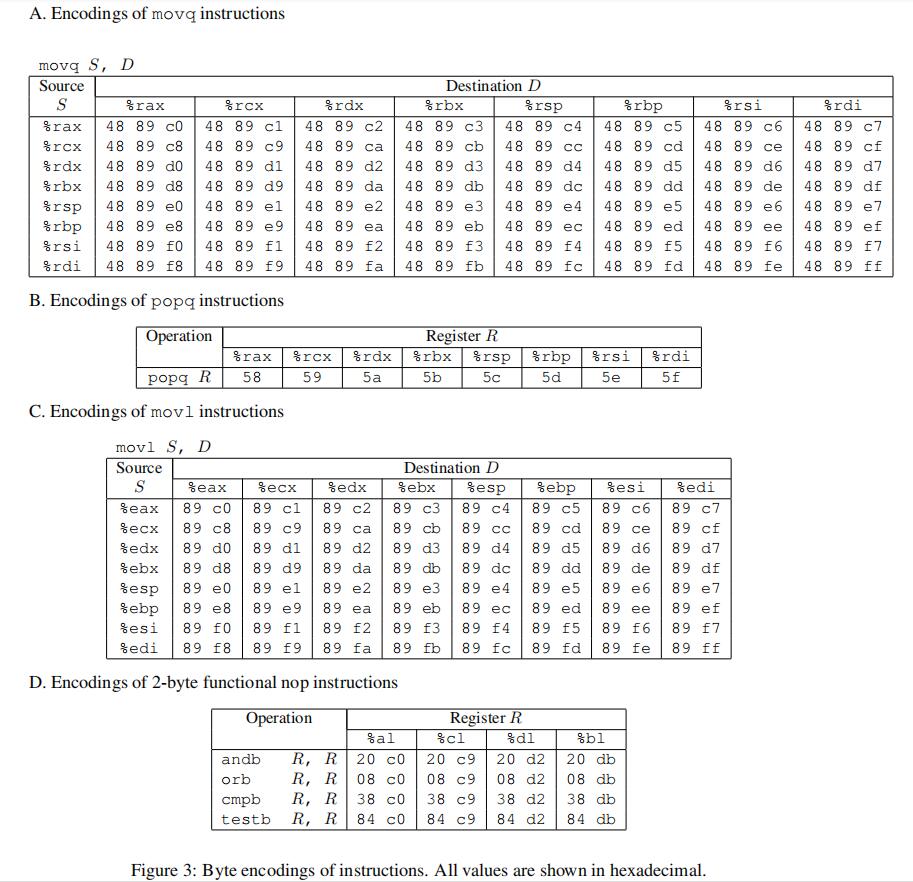 A. Encodings of movq instructions
movq S, D
Source Destination D
S %rax %rcx %rdx %rbx %rsp %rbp %rsi %rdi
%rax 48 89 c0 48 89 c1 48 89 c2 48 89 c3 48 89 c4 48 89 c5 48 89 c6 48 89 c7
%rcx 48 89 c8 48 89 c9 48 89 ca 48 89 cb 48 89 cc 48 89 cd 48 89 ce 48 89 cf
%rdx 48 89 d0 48 89 d1 48 89 d2 48 89 d3 48 89 d4 48 89 d5 48 89 d6 48 89 d7
%rbx 48 89 d8 48 89 d9 48 89 da 48 89 db 48 89 dc 48 89 dd 48 89 de 48 89 df
%rsp 48 89 e0 48 89 e1 48 89 e2 48 89 e3 48 89 e4 48 89 e5 48 89 e6 48 89 e7
%rbp 48 89 e8 48 89 e9 48 89 ea 48 89 eb 48 89 ec 48 89 ed 48 89 ee 48 89 ef
%rsi 48 89 f0 48 89 f1 48 89 f2 48 89 f3 48 89 f4 48 89 f5 48 89 f6 48 89 f7
%rdi 48 89 f8 48 89 f9 48 89 fa 48 89 fb 48 89 fc 48 89 fd 48 89 fe 48 89 ff
B. Encodings of popq instructions
Operation Register R
%rax %rcx %rdx %rbx %rsp %rbp %rsi %rdi
popq R 58 59 5a 5b 5c 5d 5e 5f
C. Encodings of movl instructions
movl S, D
Source Destination D
S %eax %ecx %edx %ebx %esp %ebp %esi %edi
%eax 89 c0 89 c1 89 c2 89 c3 89 c4 89 c5 89 c6 89 c7
%ecx 89 c8 89 c9 89 ca 89 cb 89 cc 89 cd 89 ce 89 cf
%edx 89 d0 89 d1 89 d2 89 d3 89 d4 89 d5 89 d6 89 d7
%ebx 89 d8 89 d9 89 da 89 db 89 dc 89 dd 89 de 89 df
%esp 89 e0 89 e1 89 e2 89 e3 89 e4 89 e5 89 e6 89 e7
%ebp 89 e8 89 e9 89 ea 89 eb 89 ec 89 ed 89 ee 89 ef
%esi 89 f0 89 f1 89 f2 89 f3 89 f4 89 f5 89 f6 89 f7
%edi 89 f8 89 f9 89 fa 89 fb 89 fc 89 fd 89 fe 89 ff
D. Encodings of 2-byte functional nop instructions
Operation Register R
%al %cl %dl %bl
andb R, R 20 c0 20 c9 20 d2 20 db
orb R, R 08 c0 08 c9 08 d2 08 db
cmpb R, R 38 c0 38 c9 38 d2 38 db
testb R, R 84 c0 84 c9 84 d2 84 db
Figure 3: Byte encodings of instructions. All values are shown in hexadecimal.